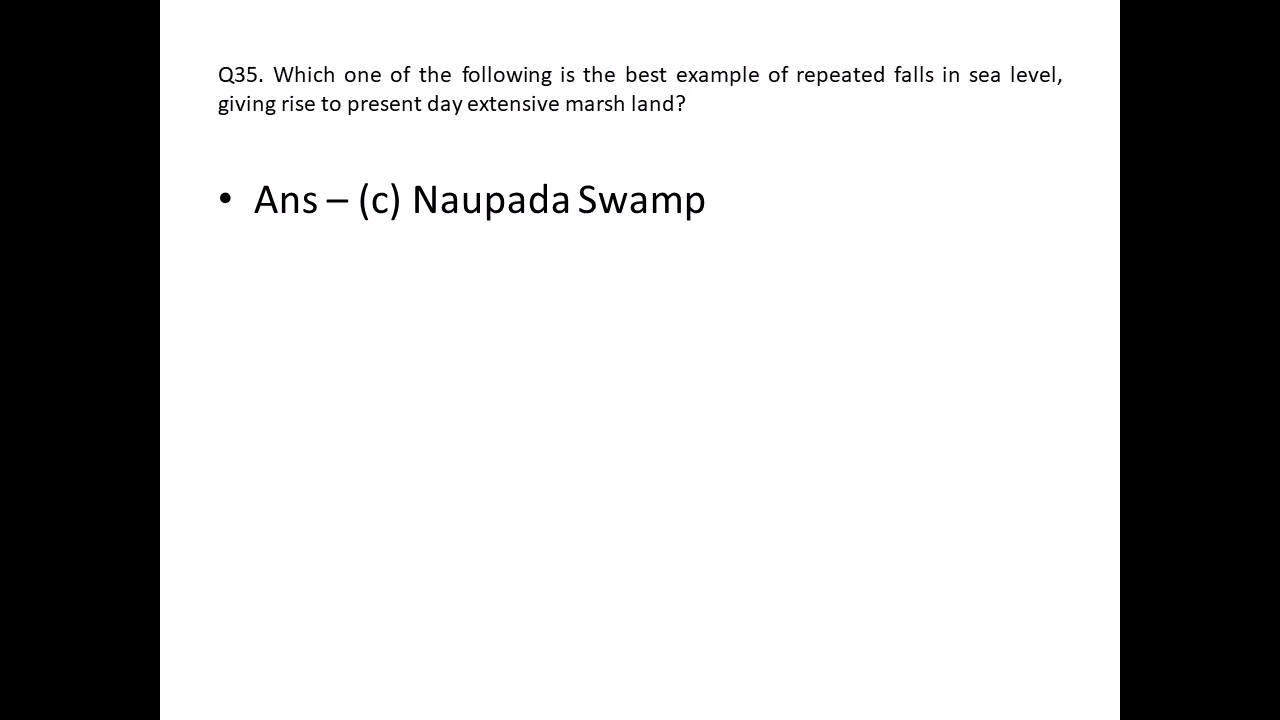 Q35. Which one of the following is the best example of repeated falls in sea level,
giving rise to present day extensive marsh land?
• Ans – (c) Naupada Swamp